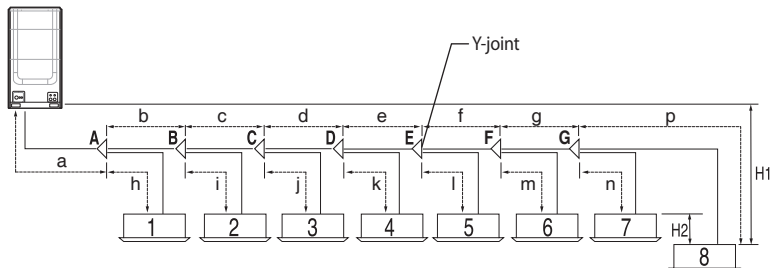 Y-joint
b c d e f g p
A B C D E F G
a
h i j k l m n
H1
1 2 3 4 5 6 7
H2
8